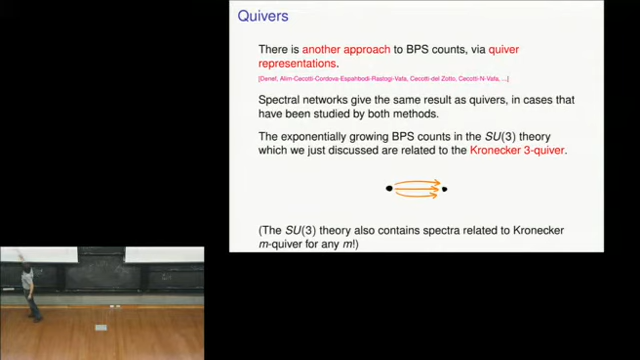 Quivers
There is another approach to BPS counts, via quiver
representations.
[Denef, Alim-Cecotti-Cordova-Espahbodi-Rastogi-Vafa, Cecotti-del Zotto, Cecotti-N-Vafa, ...]
Spectral networks give the same result as quivers, in cases that
have been studied by both methods.
The exponentially growing BPS counts in the SU(3) theory
which we just discussed are related to the Kronecker 3-quiver.
(The SU(3) theory also contains spectra related to Kronecker
m-quiver for any m!)